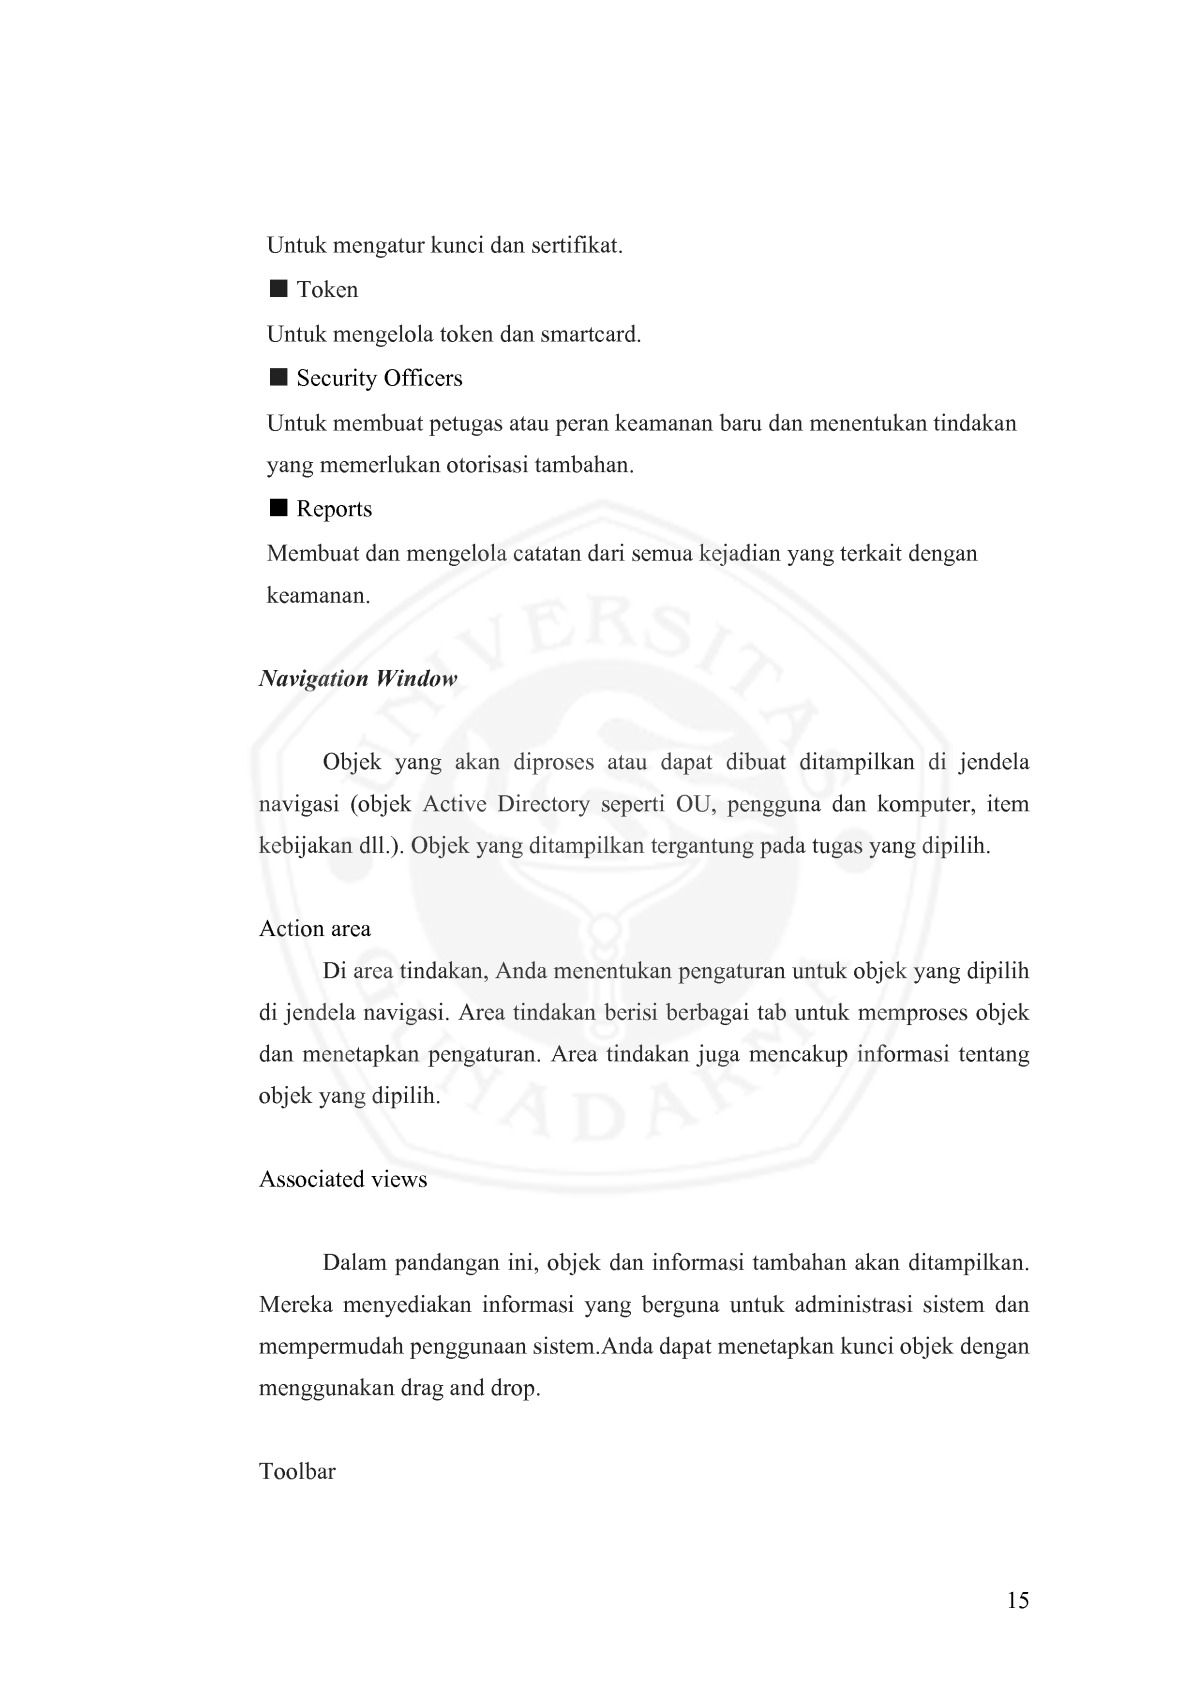 Untuk mengatur kunci dan sertifikat.
■ Token
Untuk mengelola token dan smartcard.
■ Security Officers
Untuk membuat petugas atau peran keamanan baru dan menentukan tindakan
yang memerlukan otorisasi tambahan.
■ Reports
Membuat dan mengelola catatan dari semua kejadian yang terkait dengan
keamanan.
Navigation Window
Objek yang akan diproses atau dapat dibuat ditampilkan di jendela
navigasi (objek Active Directory seperti OU, pengguna dan komputer, item
kebijakan dll.). Objek yang ditampilkan tergantung pada tugas yang dipilih.
Action area
Di area tindakan, Anda menentukan pengaturan untuk objek yang dipilih
di jendela navigasi. Area tindakan berisi berbagai tab untuk memproses objek
dan menetapkan pengaturan. Area tindakan juga mencakup informasi tentang
objek yang dipilih.
Associated views
Dalam pandangan ini, objek dan informasi tambahan akan ditampilkan.
Mereka menyediakan informasi yang berguna untuk administrasi sistem dan
mempermudah penggunaan sistem.Anda dapat menetapkan kunci objek dengan
menggunakan drag and drop.
Toolbar
15
UNIVERSITAS
BUNADARMA